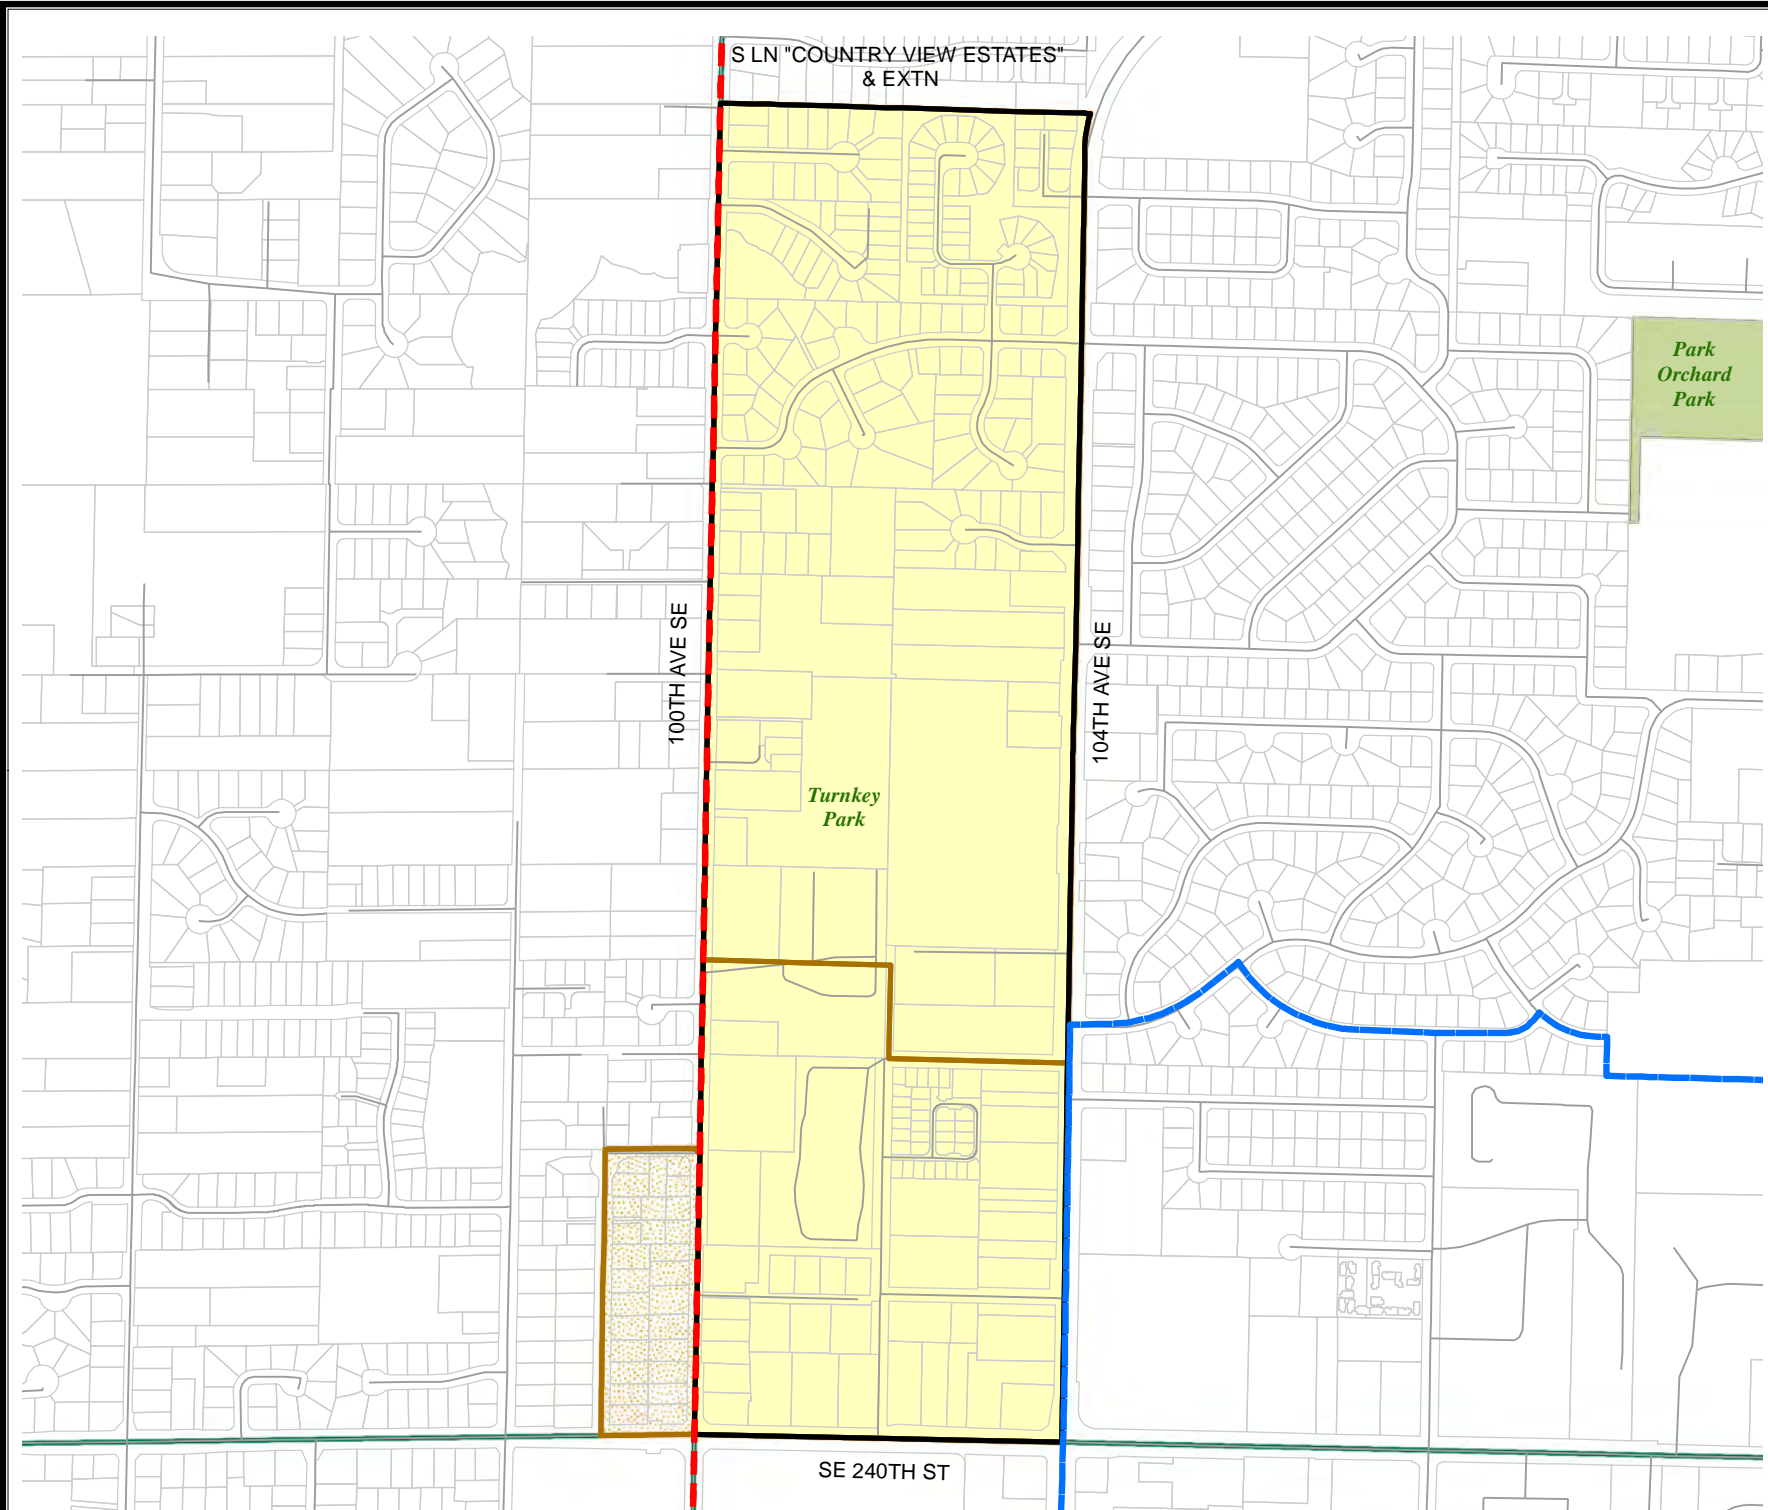 S LN "COUNTRY VIEW ESTATES"
& EXTN
Park
Orchard
Park
100TH AVE SE
104TH AVE SE
Turnkey
Park
SE 240TH ST